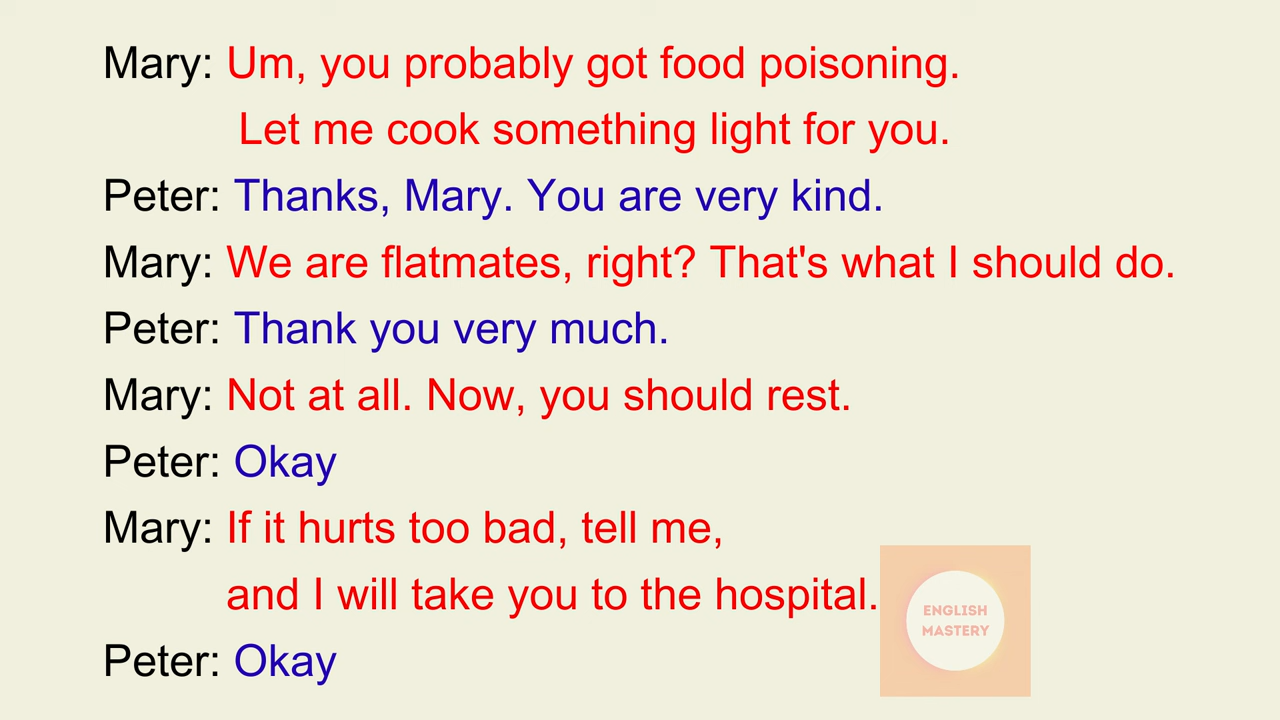 Mary: Um, you probably got food poisoning.
Let me cook something light for you.
Peter: Thanks, Mary. You are very kind.
Mary: We are flatmates, right? That's what I should do.
Peter: Thank you very much.
Mary: Not at all. Now, you should rest.
Peter: Okay
Mary: If it hurts too bad, tell me,
and I will take you to the hospital.
ENGLISH
MASTERY
Peter: Okay